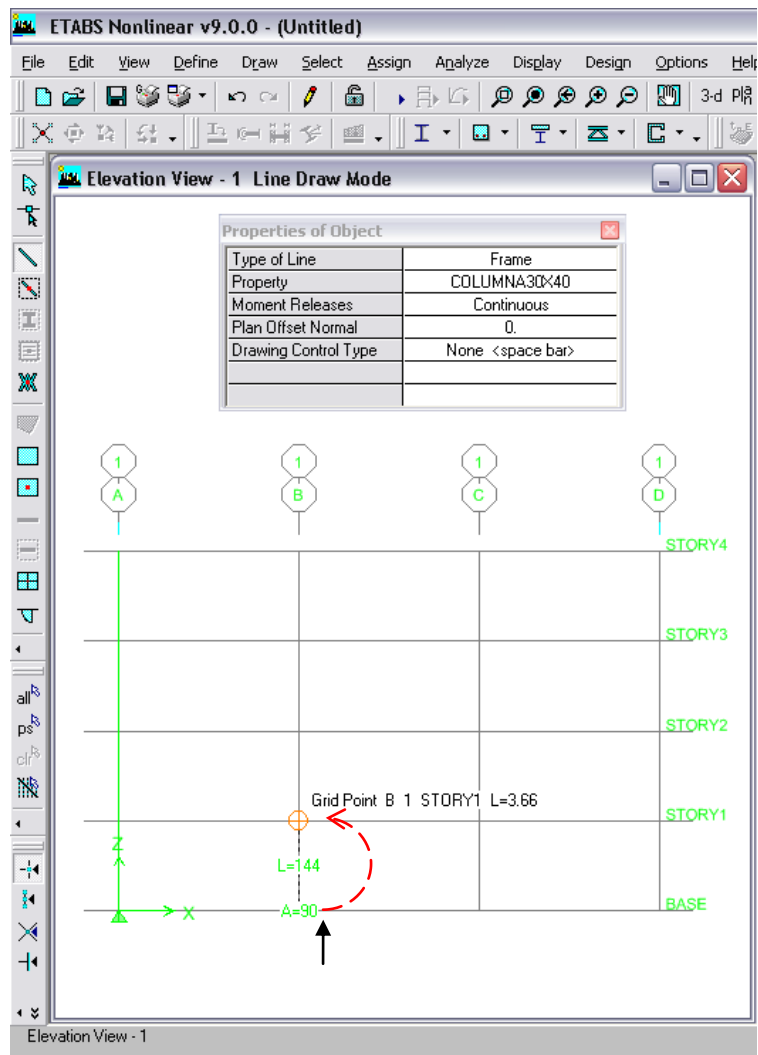 ETABS Nonlinear v9.0.0 - (Untitled)
File Edit View Define Draw Select Assign Analyze Display Design Options Help
3-d
Elevation View - 1 Line Draw Mode
Properties of Object
Type of Line Frame
Property COLUMNA30X40
Moment Releases Continuous
Plan Offset Normal 0.
Drawing Control Type None <space bar>
1 1 1 1
A B C D
STORY4
STORY3
STORY2
Grid Point B 1 STORY1 L=3.66
STORY1
Z
L=144
X
A=90
BASE
all
ps
clr
Elevation View - 1